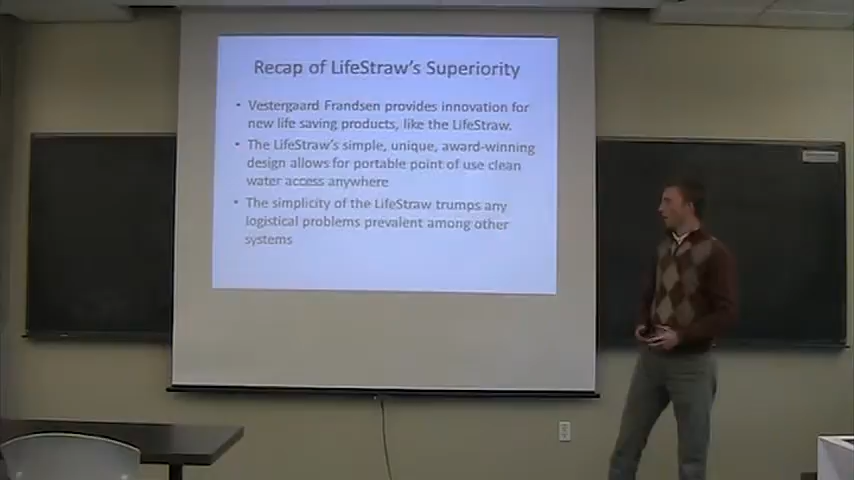 Recap of LifeStraw's Superiority
• Vestergaard Frandsen provides innovation for
new life saving products, like the LifeStraw.
• The LifeStraw's simple, unique, award-winning
design allows for portable point of use clean
water access anywhere
• The simplicity of the LifeStraw trumps any
logistical problems prevalent among other
systems